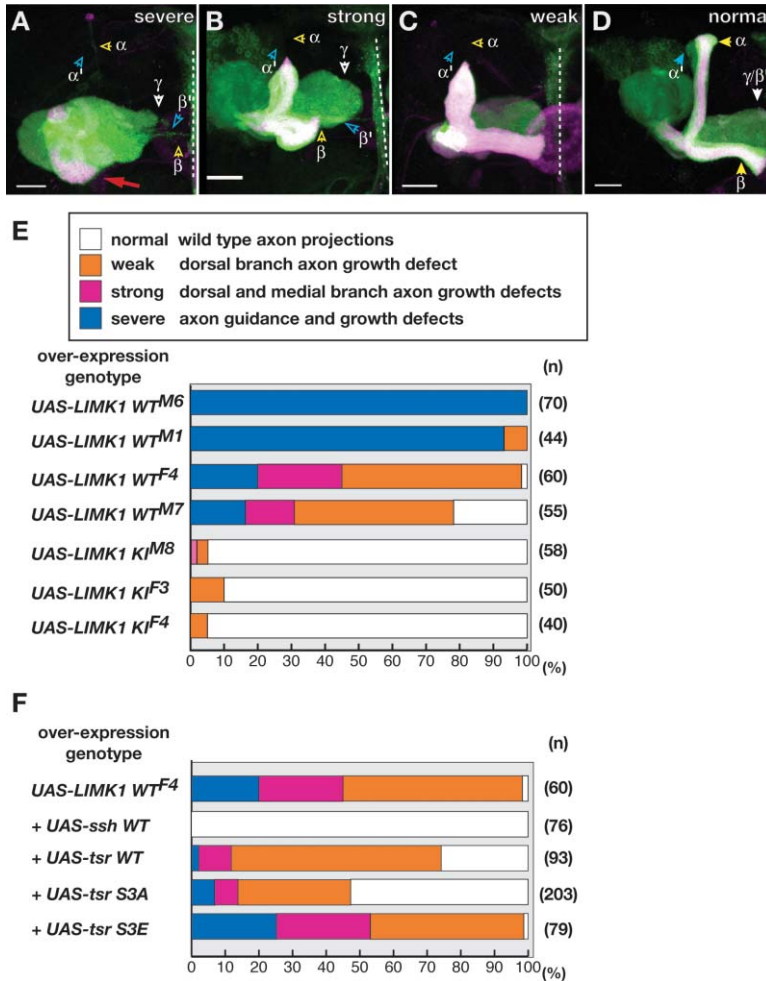 A severe
α
α'
γ
β'
β
B strong
α
α'
γ
β
β'
C weak
α
α'
D normal
α
α'
γ/β'
β
E
normal wild type axon projections
weak dorsal branch axon growth defect
strong dorsal and medial branch axon growth defects
severe axon guidance and growth defects
over-expression
genotype (n)
UAS-LIMK1 WT^M6 (70)
UAS-LIMK1 WT^M1 (44)
UAS-LIMK1 WT^F4 (60)
UAS-LIMK1 WT^M7 (55)
UAS-LIMK1 KI^M8 (58)
UAS-LIMK1 KI^F3 (50)
UAS-LIMK1 KI^F4 (40)
0 10 20 30 40 50 60 70 80 90 100
(%)
F
over-expression
genotype (n)
UAS-LIMK1 WT^F4 (60)
+ UAS-ssh WT (76)
+ UAS-tsr WT (93)
+ UAS-tsr S3A (203)
+ UAS-tsr S3E (79)
0 10 20 30 40 50 60 70 80 90 100
(%)